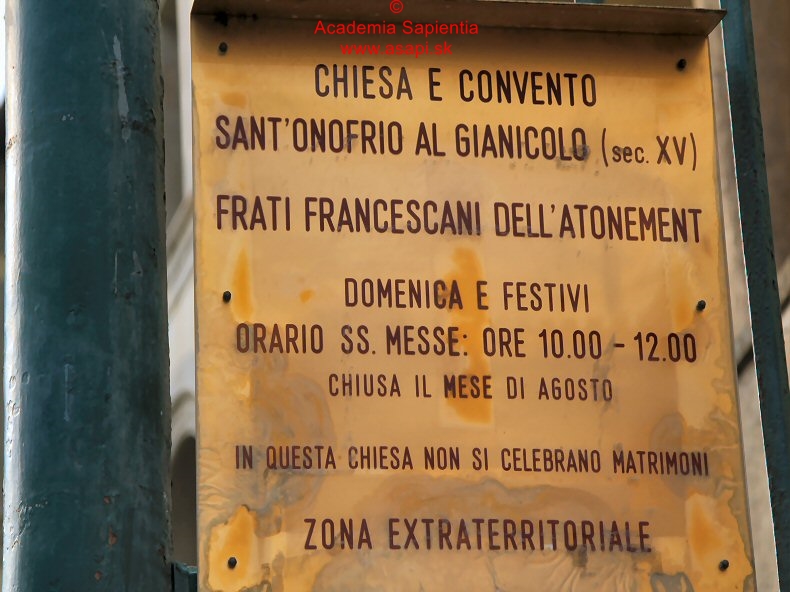 ©
Academia Sapientia
www.asapi.sk
CHIESA E CONVENTO
SANT'ONOFRIO AL GIANICOLO (sec. XV)
FRATI FRANCESCANI DELL'ATONEMENT
DOMENICA E FESTIVI
ORARIO SS. MESSE: ORE 10.00 - 12.00
CHIUSA IL MESE DI AGOSTO
IN QUESTA CHIESA NON SI CELEBRANO MATRIMONI
ZONA EXTRATERRITORIALE